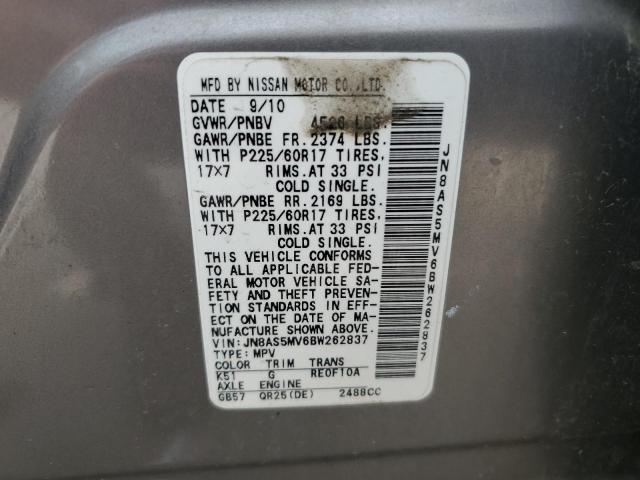 MFD BY NISSAN MOTOR CO.,LTD.
DATE 9/10
GVWR/PNBV 4526 LBS.
GAWR/PNBE FR. 2374 LBS.
WITH P225/60R17 TIRES,
17X7 RIMS.AT 33 PSI
COLD SINGLE.
GAWR/PNBE RR. 2169 LBS.
WITH P225/60R17 TIRES,
17X7 RIMS.AT 33 PSI
COLD SINGLE.
THIS VEHICLE CONFORMS
TO ALL APPLICABLE FED-
ERAL MOTOR VEHICLE SA-
FETY AND THEFT PREVEN-
TION STANDARDS IN EFFECT
ON THE DATE OF MA-
NUFACTURE SHOWN ABOVE.
VIN: JN8AS5MV6BW262837
TYPE: MPV
COLOR TRIM TRANS
K51 G RE0F10A
AXLE ENGINE
GB57 QR25(DE) 2488CC
JN8AS5MV6BW262837